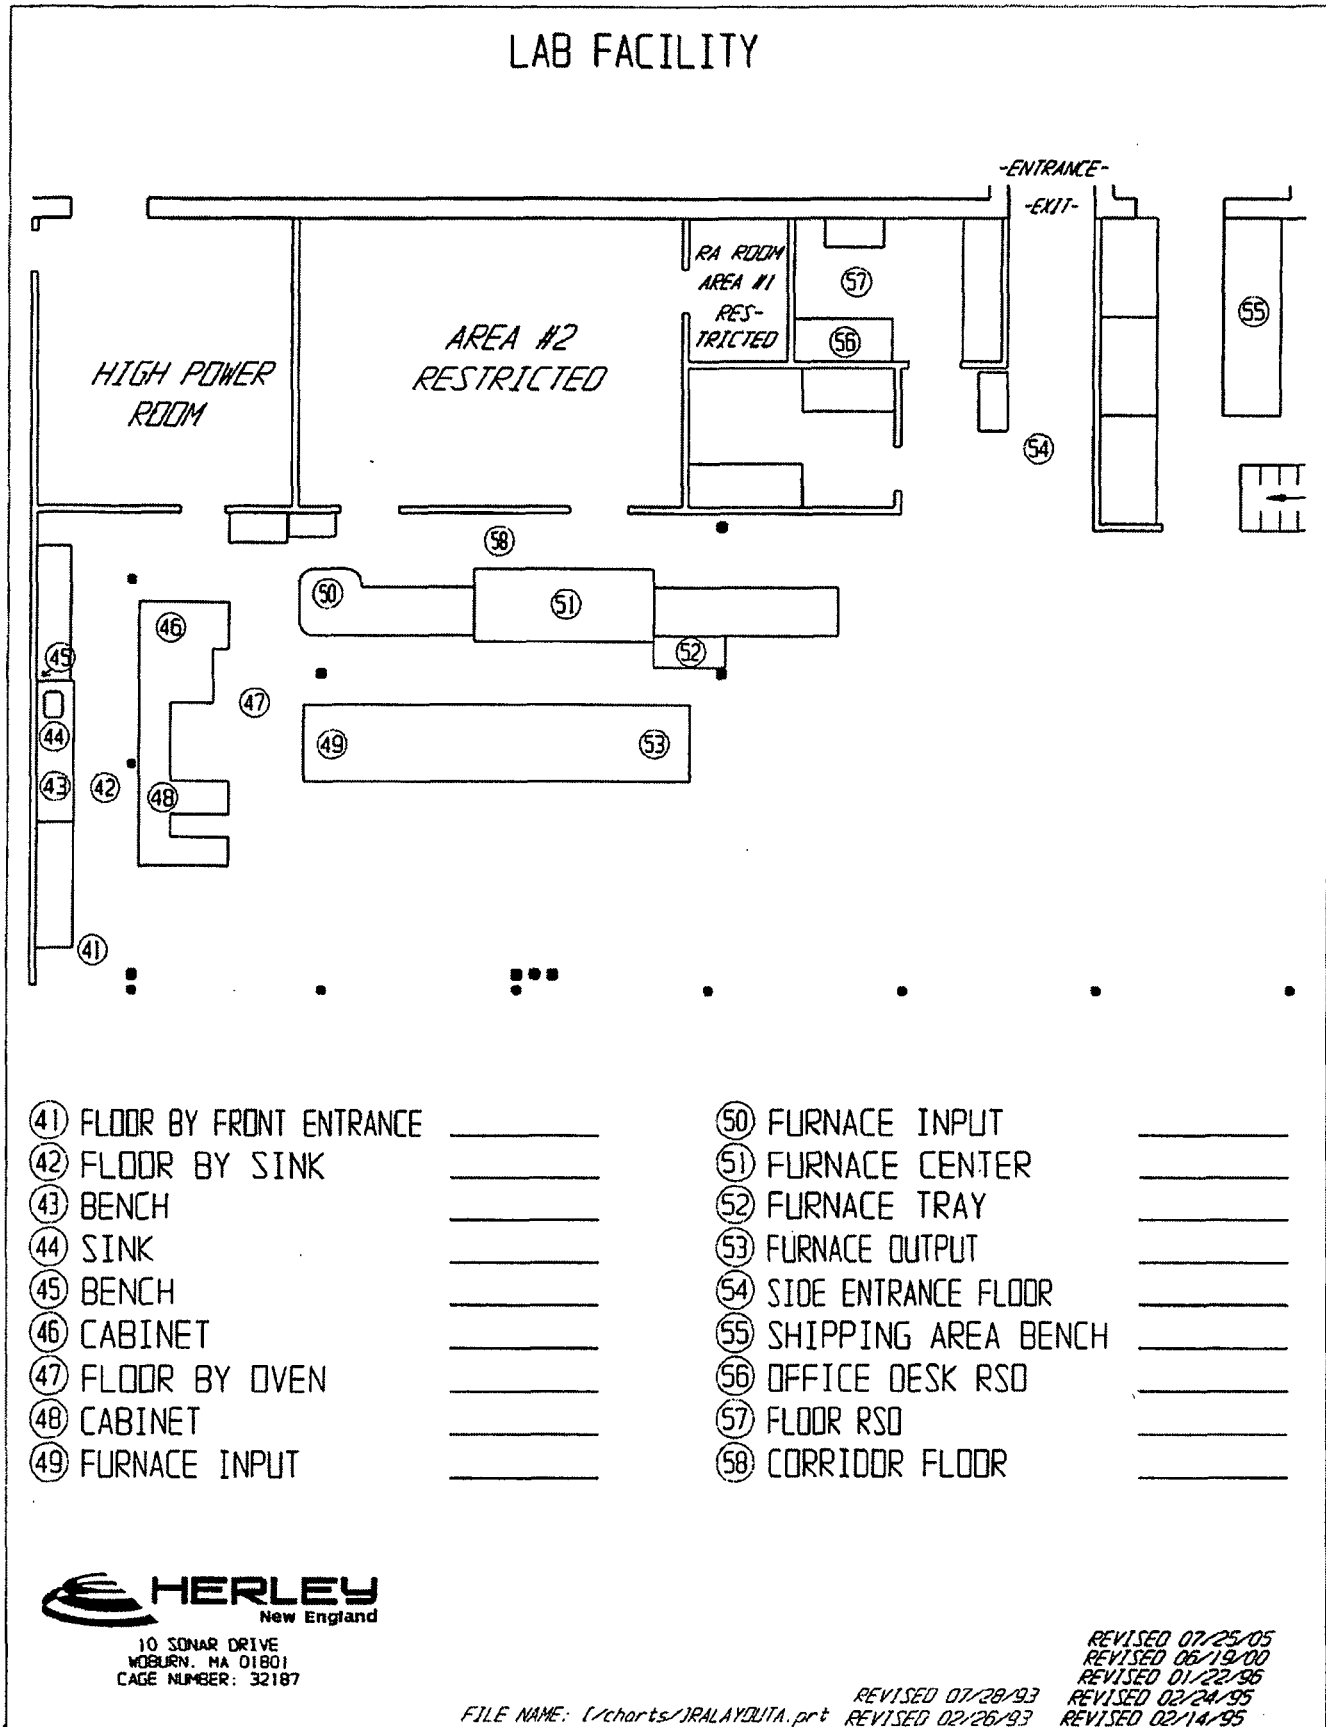 LAB FACILITY
-ENTRANCE-
-EXIT-
RA ROOM
AREA #1
RES-
TRICTED
57
56
55
AREA #2
RESTRICTED
HIGH POWER
ROOM
54
58
50
51
46
52
45
47
44
49
53
43
42
48
41
41 FLOOR BY FRONT ENTRANCE
42 FLOOR BY SINK
43 BENCH
44 SINK
45 BENCH
46 CABINET
47 FLOOR BY OVEN
48 CABINET
49 FURNACE INPUT
50 FURNACE INPUT
51 FURNACE CENTER
52 FURNACE TRAY
53 FURNACE OUTPUT
54 SIDE ENTRANCE FLOOR
55 SHIPPING AREA BENCH
56 OFFICE DESK RSO
57 FLOOR RSO
58 CORRIDOR FLOOR
HERLEY
New England
10 SONAR DRIVE
WOBURN. MA 01801
CAGE NUMBER: 32187
REVISED 07/25/05
REVISED 06/19/00
REVISED 01/22/96
REVISED 07/28/93 REVISED 02/24/95
FILE NAME: [/charts/]RALAYOUTA.prt REVISED 02/26/93 REVISED 02/14/95